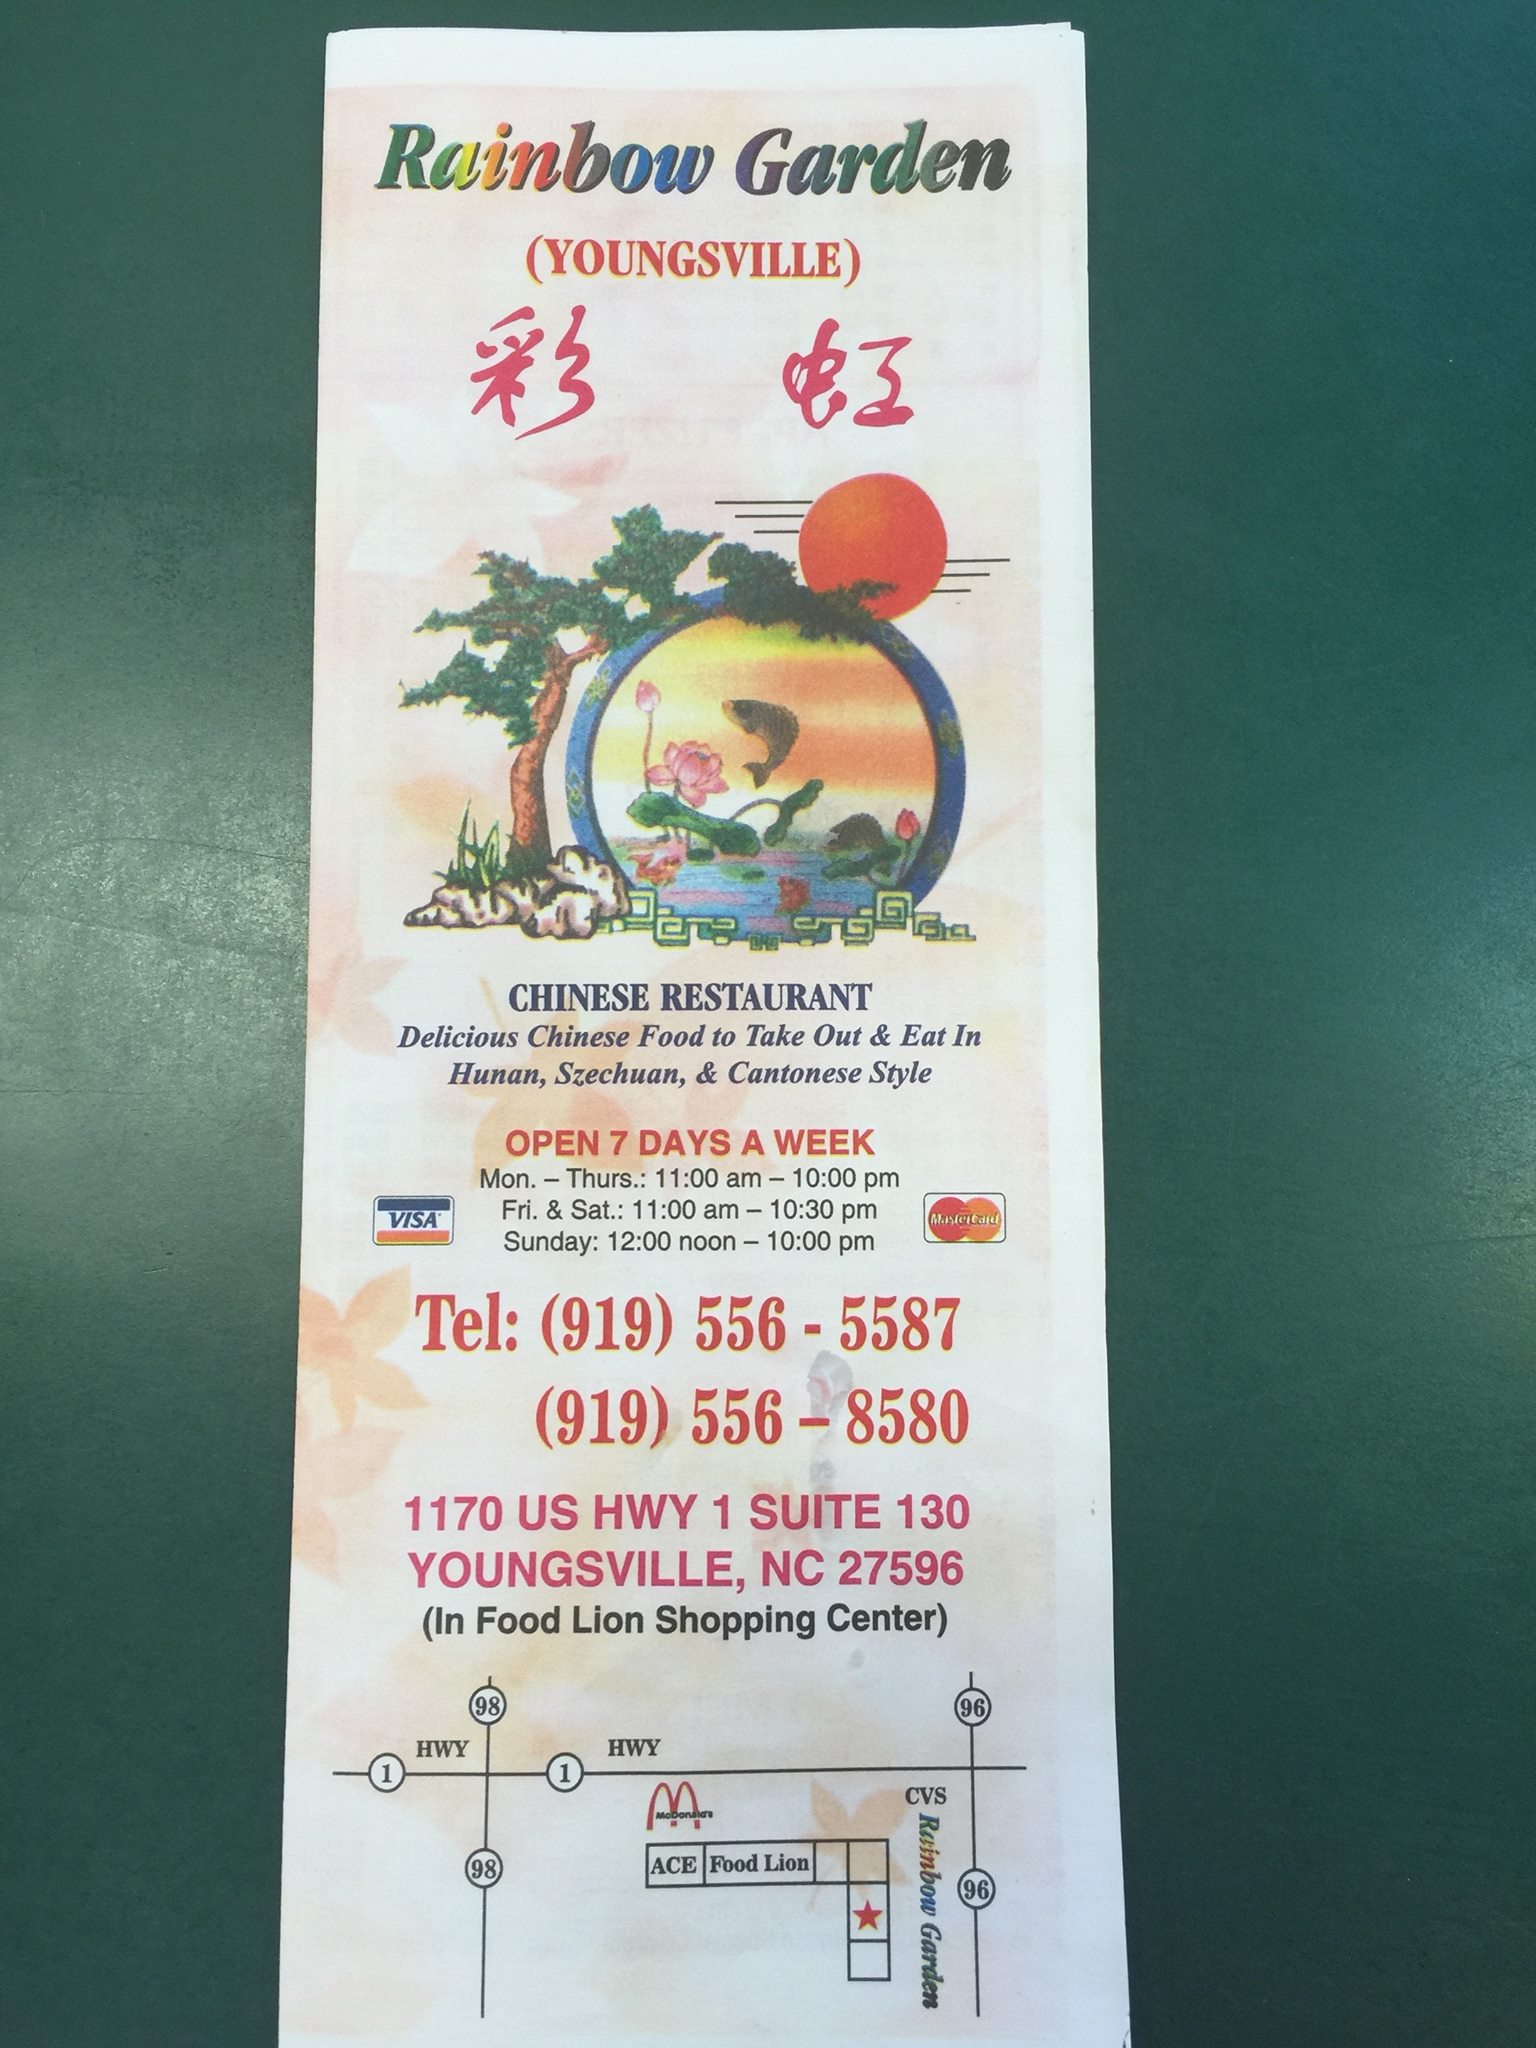 Rainbow Garden
(YOUNGSVILLE)
彩 虹
CHINESE RESTAURANT
Delicious Chinese Food to Take Out & Eat In
Hunan, Szechuan, & Cantonese Style
OPEN 7 DAYS A WEEK
Mon. – Thurs.: 11:00 am – 10:00 pm
Fri. & Sat.: 11:00 am – 10:30 pm
Sunday: 12:00 noon – 10:00 pm
VISA
MasterCard
Tel: (919) 556 - 5587
(919) 556 – 8580
1170 US HWY 1 SUITE 130
YOUNGSVILLE, NC 27596
(In Food Lion Shopping Center)
98
96
HWY
HWY
1
1
McDonald's
CVS
ACE
Food Lion
98
96
Rainbow Garden